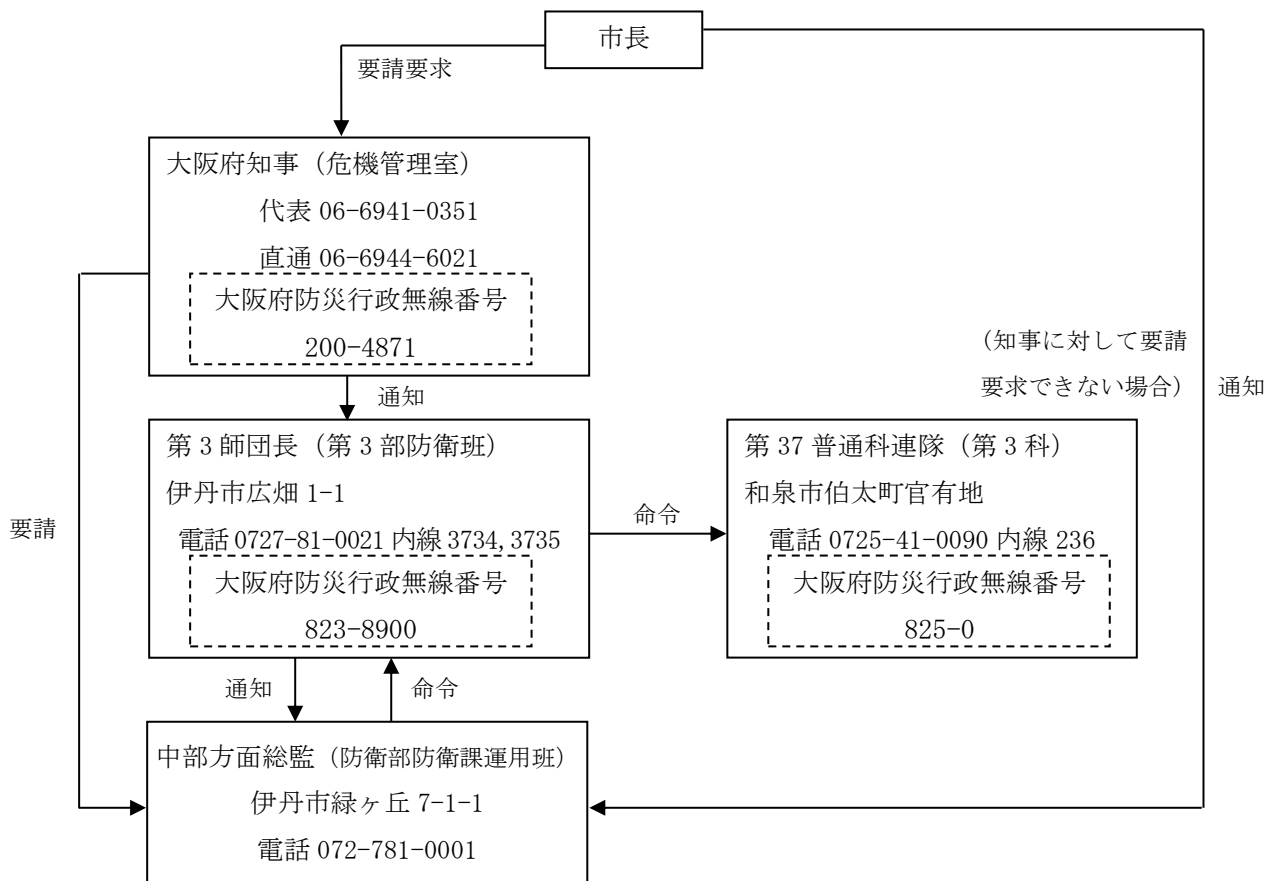 市長
要請要求
大阪府知事（危機管理室）
代表 06-6941-0351
直通 06-6944-6021
大阪府防災行政無線番号
200-4871
（知事に対して要請
要求できない場合）
通知
通知
第 3 師団長（第 3 部防衛班）
伊丹市広畑 1-1
電話 0727-81-0021 内線 3734,3735
大阪府防災行政無線番号
823-8900
要請
命令
第 37 普通科連隊（第 3 科）
和泉市伯太町官有地
電話 0725-41-0090 内線 236
大阪府防災行政無線番号
825-0
通知
命令
中部方面総監（防衛部防衛課運用班）
伊丹市緑ヶ丘 7-1-1
電話 072-781-0001